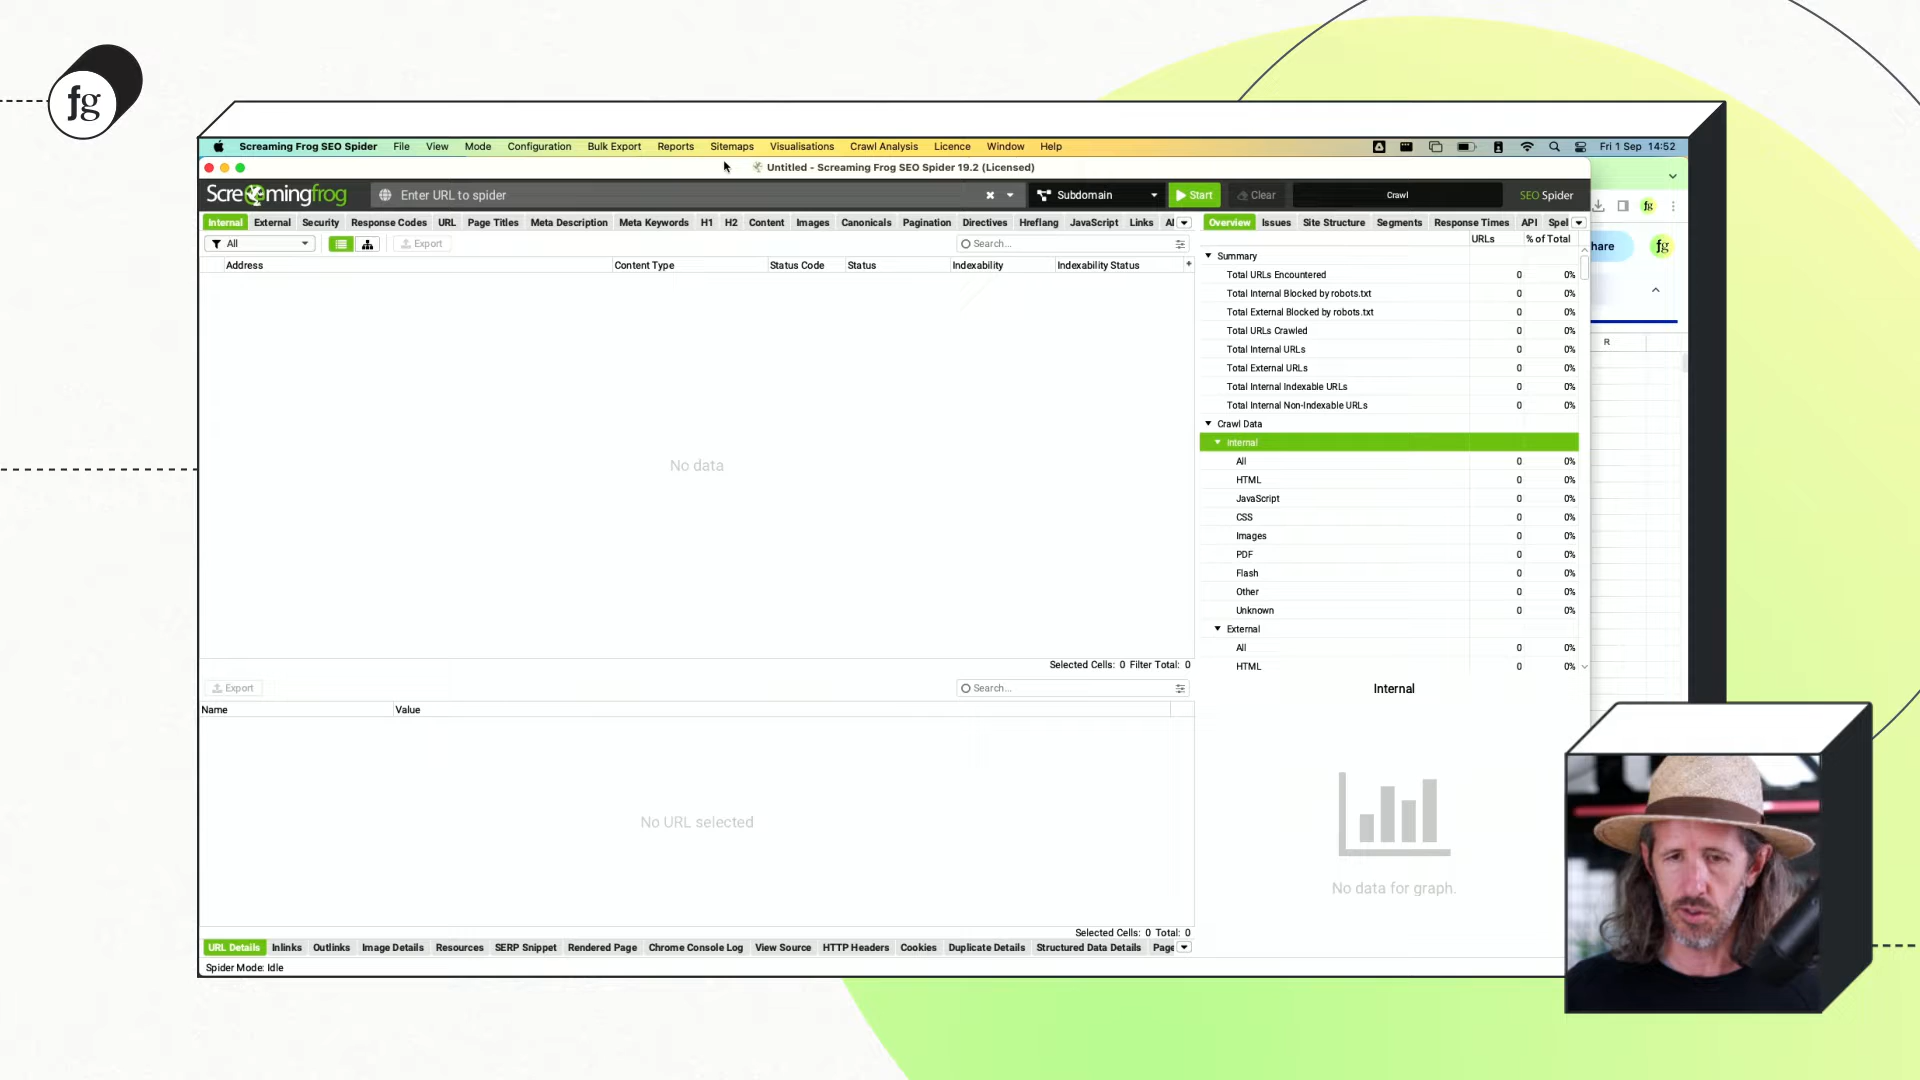 fg
Screaming Frog SEO Spider File View Mode Configuration Bulk Export Reports Sitemaps Visualisations Crawl Analysis Licence Window Help Fri 1 Sep 14:52
Untitled - Screaming Frog SEO Spider 19.2 (Licensed)
Screamingfrog Enter URL to spider Subdomain Start Clear Crawl SEO Spider
fg
Internal External Security Response Codes URL Page Titles Meta Description Meta Keywords H1 H2 Content Images Canonicals Pagination Directives Hreflang JavaScript Links Al
Overview Issues Site Structure Segments Response Times API Spel
All Export Search...
URLs % of Total
hare fg
Address Content Type Status Code Status Indexability Indexability Status
Summary
Total URLs Encountered 0 0%
Total Internal Blocked by robots.txt 0 0%
Total External Blocked by robots.txt 0 0%
Total URLs Crawled 0 0%
Total Internal URLs 0 0%
R
Total External URLs 0 0%
Total Internal Indexable URLs 0 0%
Total Internal Non-Indexable URLs 0 0%
Crawl Data
Internal
All 0 0%
No data
HTML 0 0%
JavaScript 0 0%
CSS 0 0%
Images 0 0%
PDF 0 0%
Flash 0 0%
Other 0 0%
Unknown 0 0%
External
All 0 0%
HTML 0 0%
Selected Cells: 0 Filter Total: 0
Export Search...
Internal
Name Value
No URL selected
No data for graph.
Selected Cells: 0 Total: 0
URL Details Inlinks Outlinks Image Details Resources SERP Snippet Rendered Page Chrome Console Log View Source HTTP Headers Cookies Duplicate Details Structured Data Details Page
Spider Mode: Idle